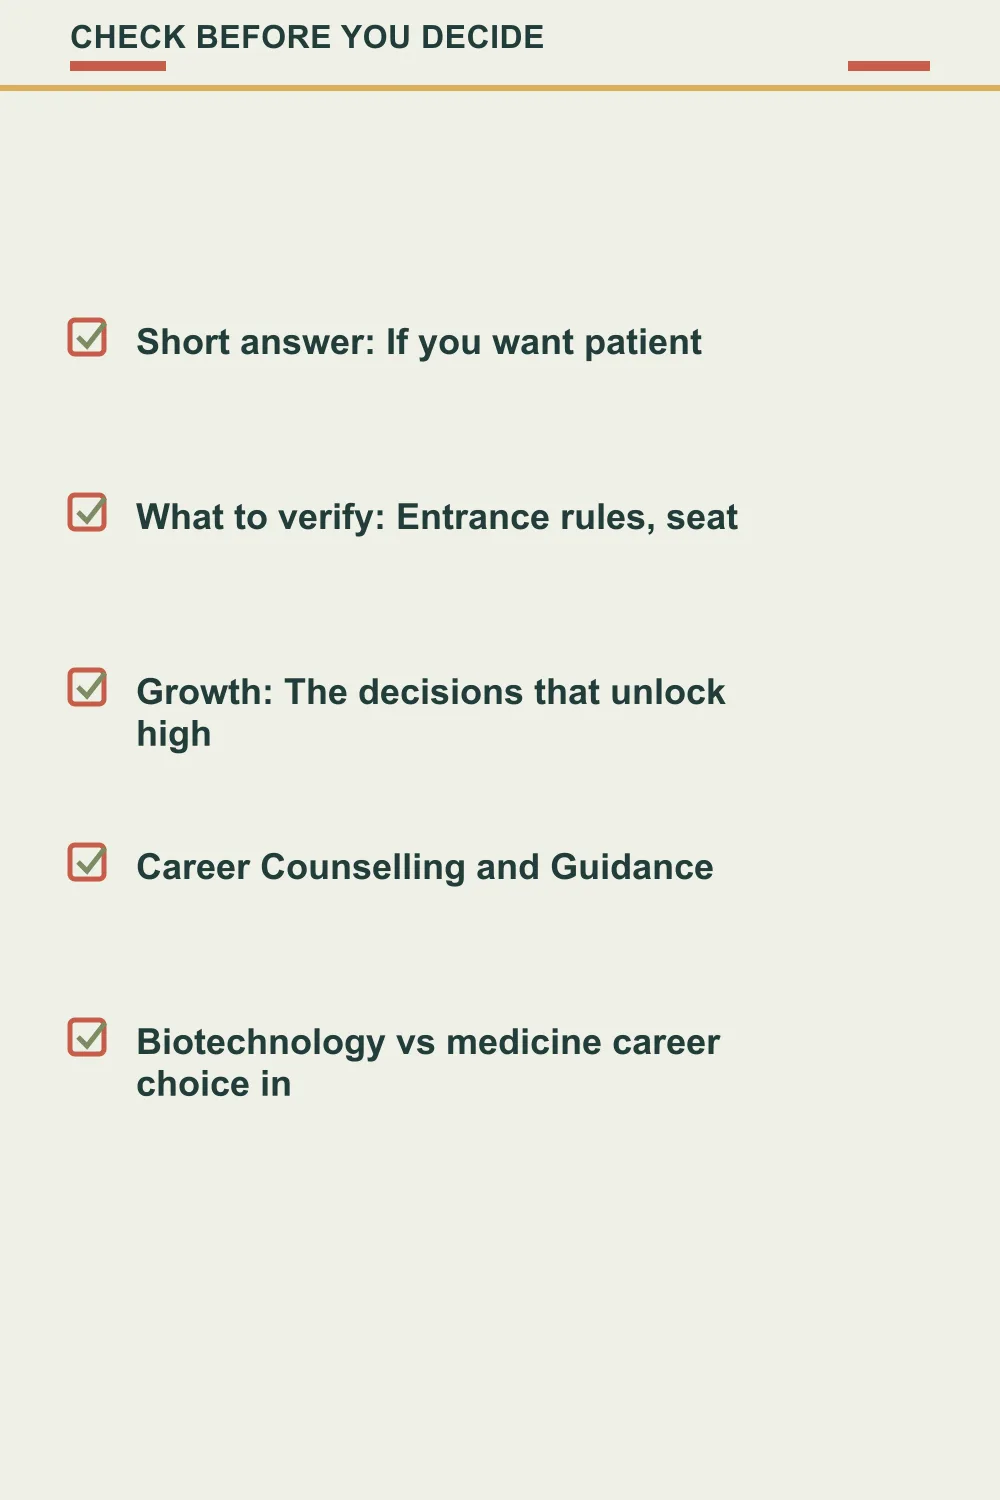 CHECK BEFORE YOU DECIDE
Short answer: If you want patient
What to verify: Entrance rules, seat
Growth: The decisions that unlock
high
Career Counselling and Guidance
Biotechnology vs medicine career
choice in